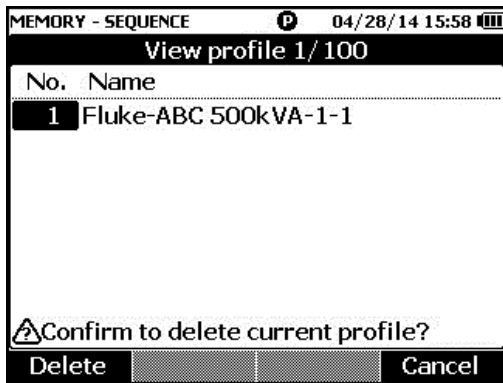 MEMORY - SEQUENCE P 04/28/14 15:58
View profile 1/100
No. Name
1 Fluke-ABC 500kVA-1-1
?Confirm to delete current profile?
Delete Cancel